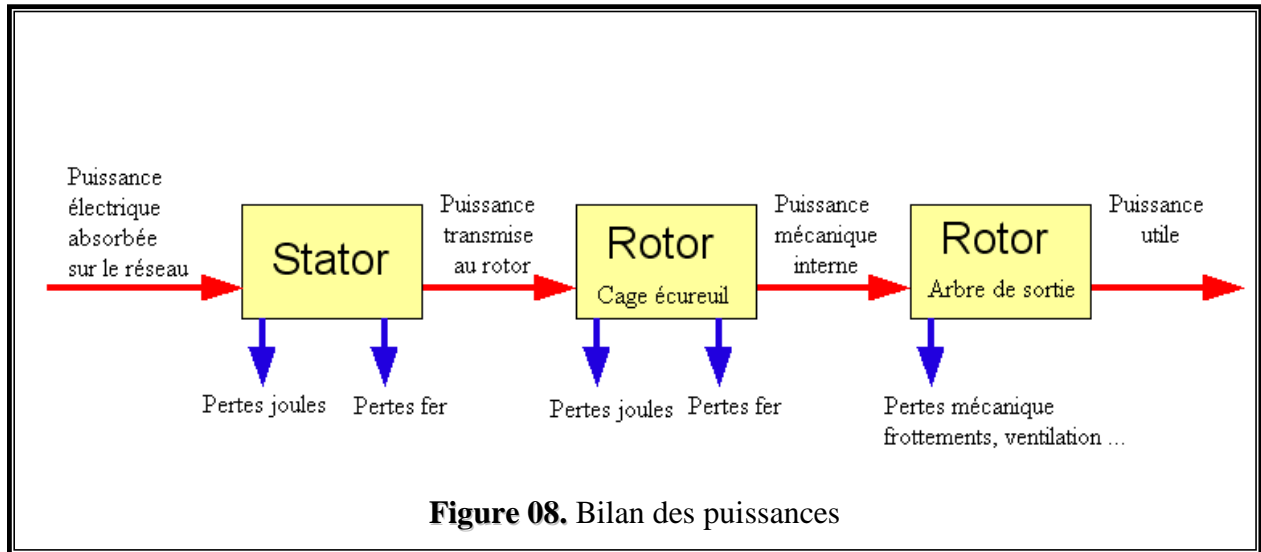 Puissance
électrique
absorbée
sur le réseau
Stator
Puissance
transmise
au rotor
Rotor
Cage écureuil
Puissance
mécanique
interne
Rotor
Arbre de sortie
Puissance
utile
Pertes joules
Pertes fer
Pertes joules
Pertes fer
Pertes mécanique
frottements, ventilation ...
Figure 08. Bilan des puissances